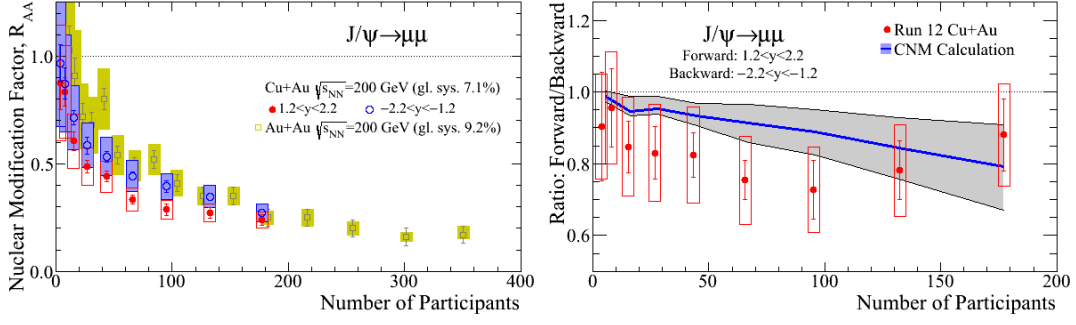 Nuclear Modification Factor, R_AA
1.0
0.5
0.0
J/ψ→μμ
Cu+Au √s_NN=200 GeV (gl. sys. 7.1%)
1.2<y<2.2 −2.2<y<−1.2
Au+Au √s_NN=200 GeV (gl. sys. 9.2%)
0 100 200 300 400
Number of Participants
Ratio: Forward/Backward
1.2
1.0
0.8
0.6
J/ψ→μμ
Forward: 1.2<y<2.2
Backward: −2.2<y<−1.2
Run 12 Cu+Au
CNM Calculation
0 50 100 150 200
Number of Participants